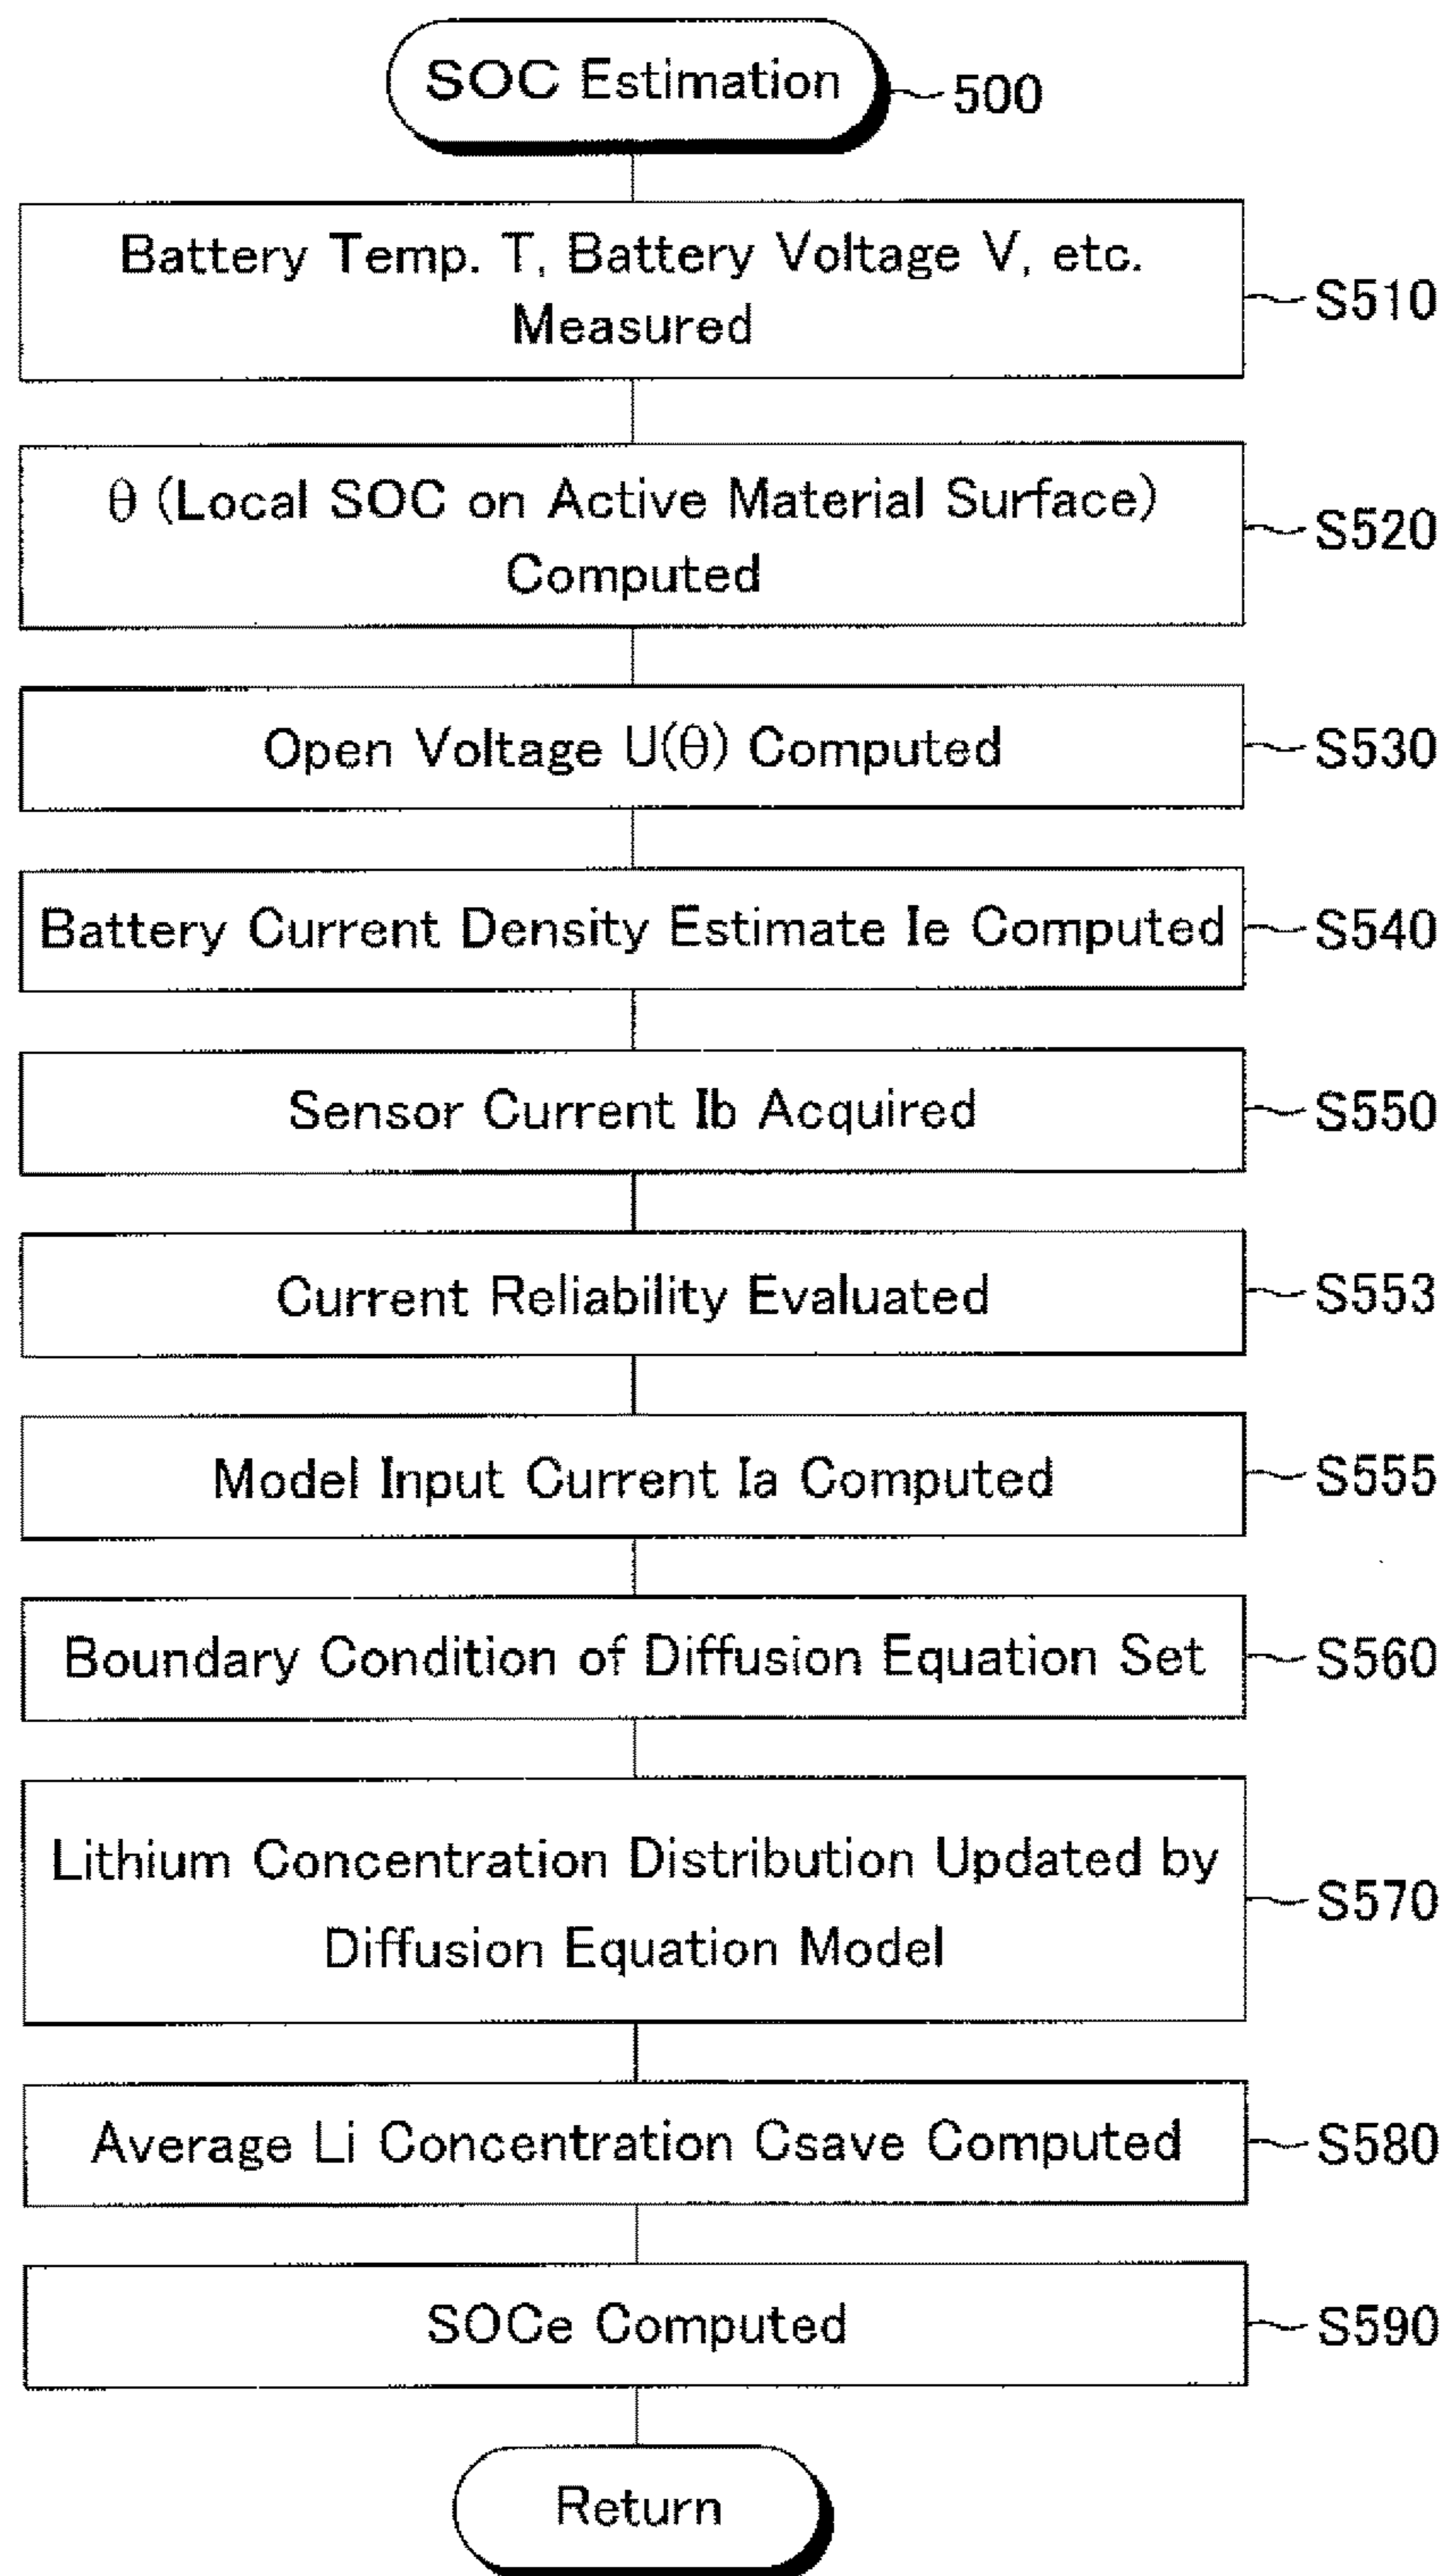 SOC Estimation
500
Battery Temp. T, Battery Voltage V, etc.
Measured
S510
θ (Local SOC on Active Material Surface)
Computed
S520
Open Voltage U(θ) Computed
S530
Battery Current Density Estimate Ie Computed
S540
Sensor Current Ib Acquired
S550
Current Reliability Evaluated
S553
Model Input Current Ia Computed
S555
Boundary Condition of Diffusion Equation Set
S560
Lithium Concentration Distribution Updated by
Diffusion Equation Model
S570
Average Li Concentration Csave Computed
S580
SOCe Computed
S590
Return